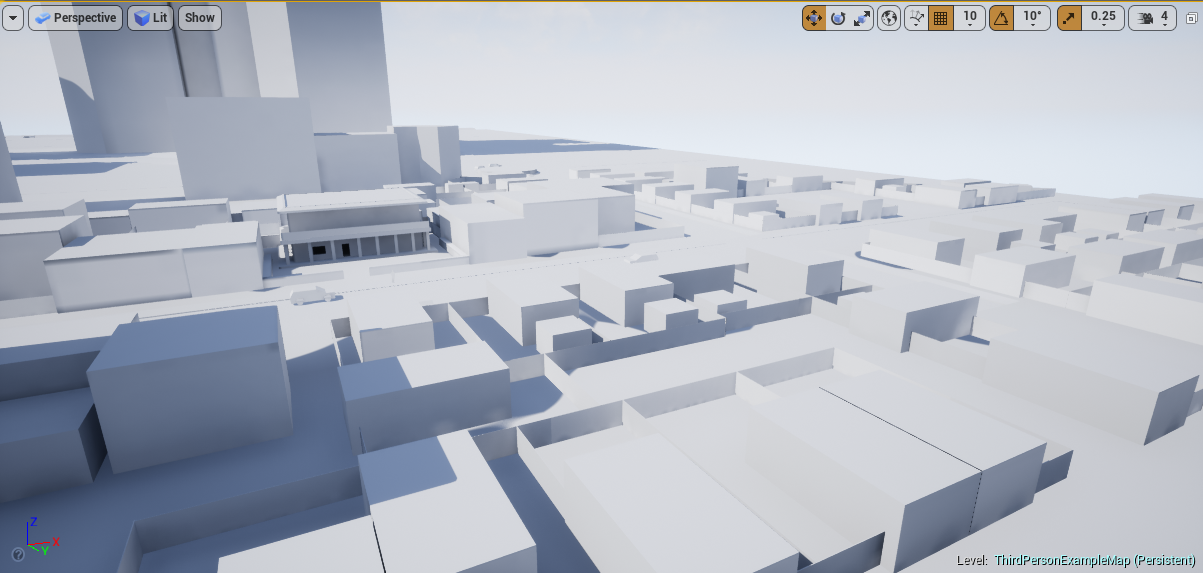 Perspective Lit Show 10 10° 0.25 4
Z
X
Y
?
Level: ThirdPersonExampleMap (Persistent)